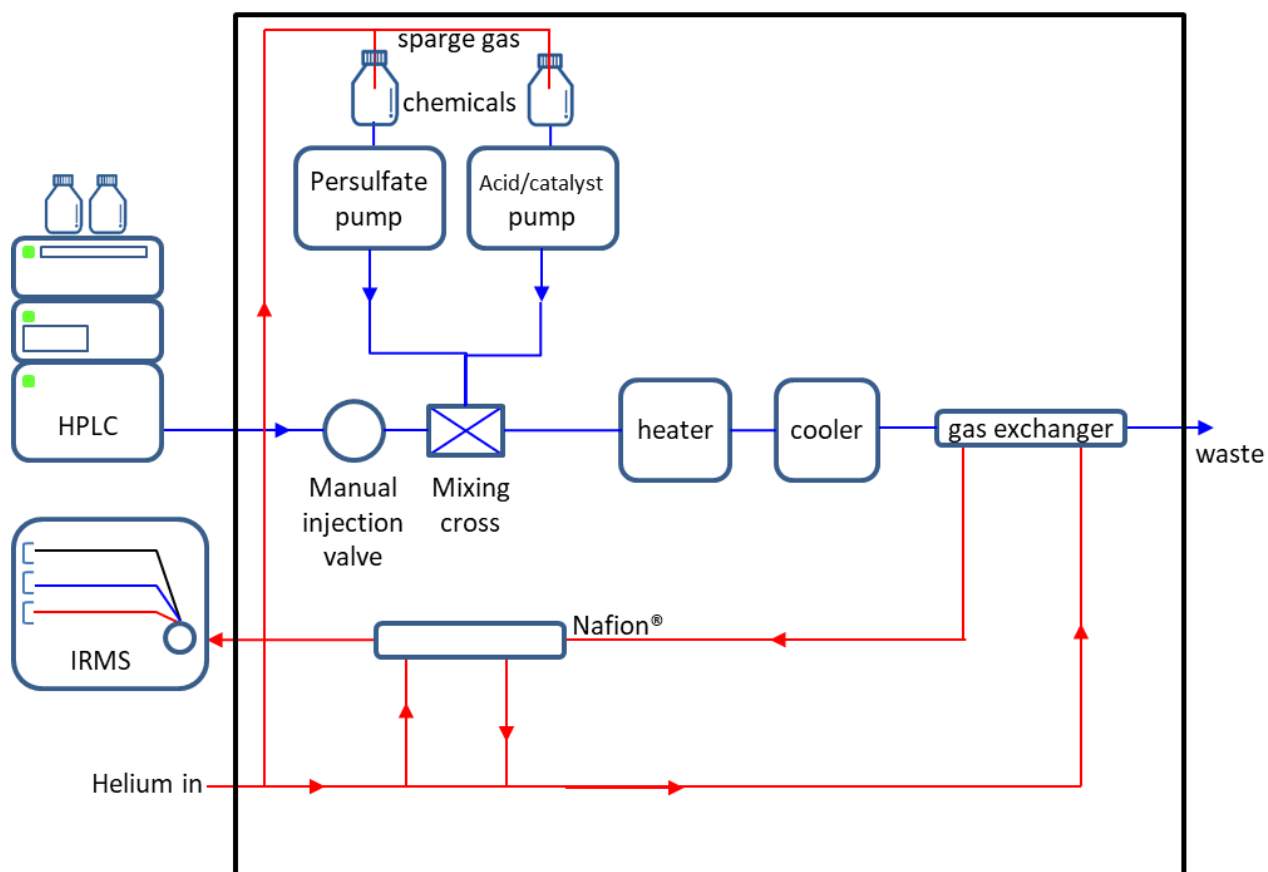 sparge gas
chemicals
Persulfate
pump
Acid/catalyst
pump
HPLC
heater
cooler
gas exchanger
waste
Manual
injection
valve
Mixing
cross
Nafion®
IRMS
Helium in